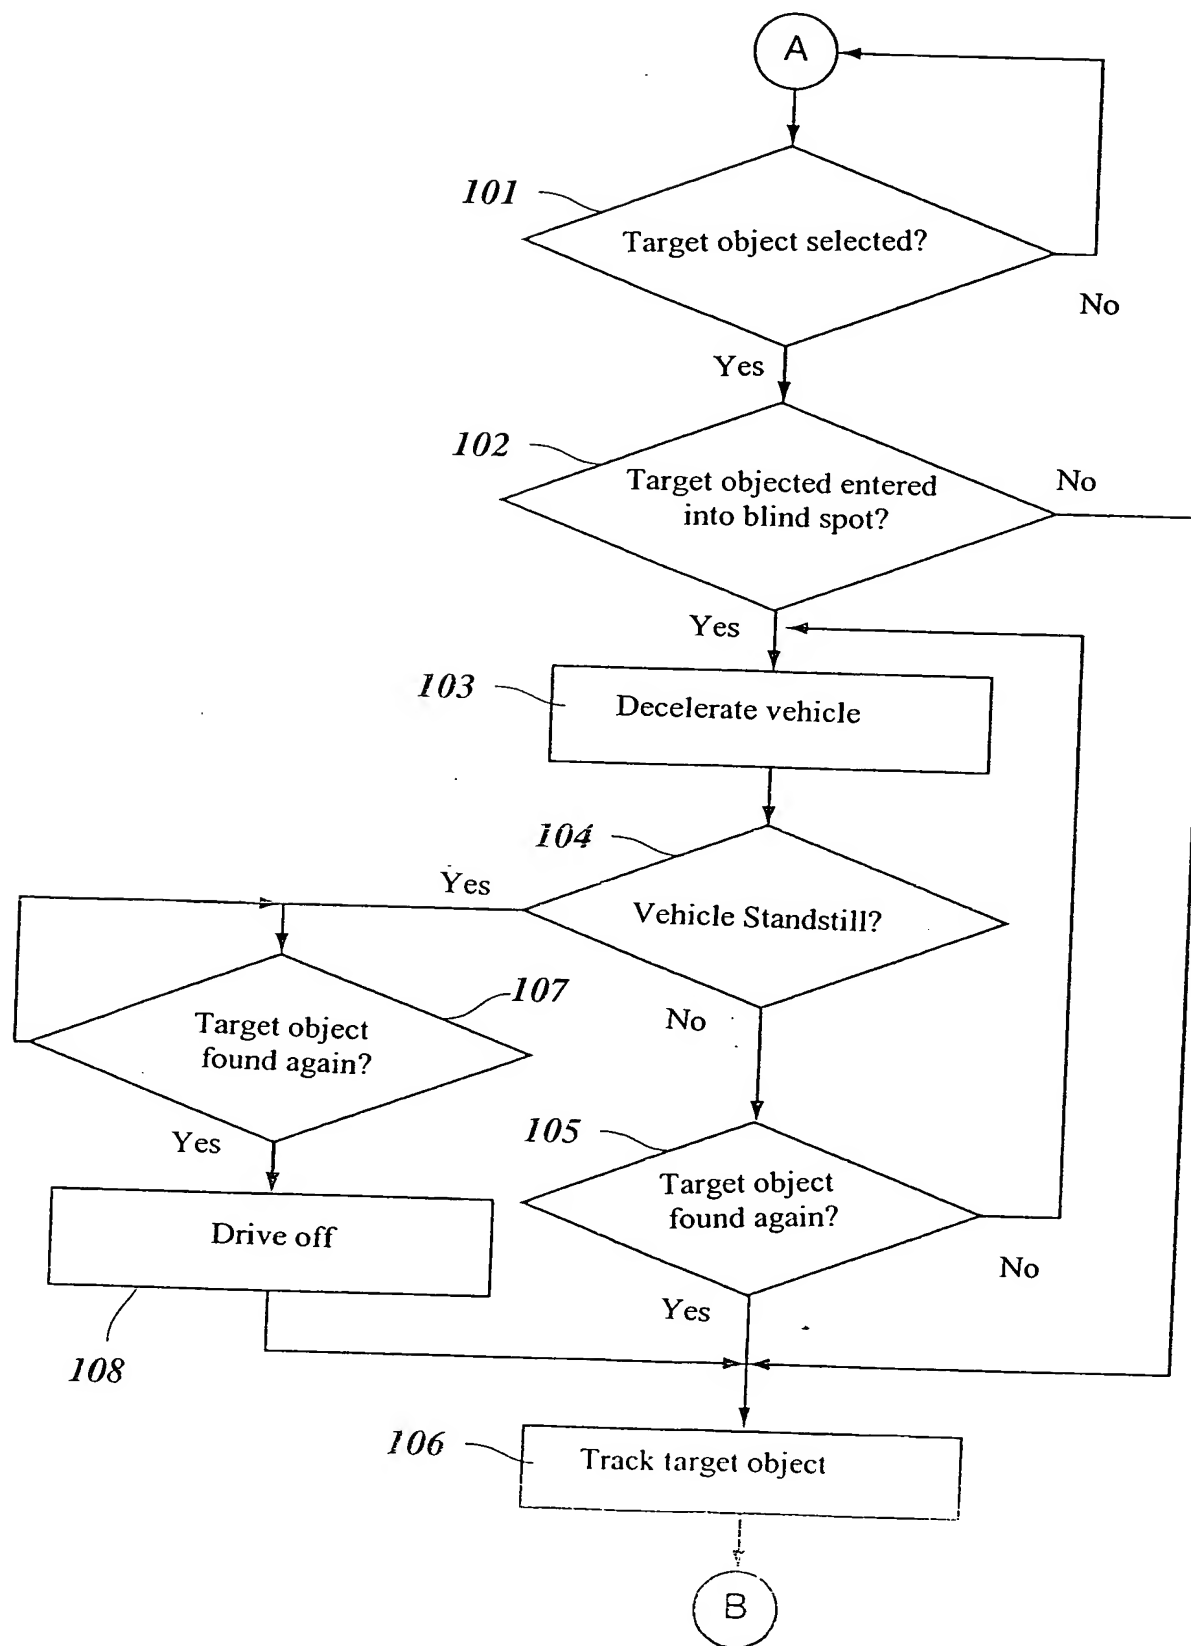 A
101
Target object selected?
No
Yes
102
Target objected entered
into blind spot?
No
Yes
103
Decelerate vehicle
104
Yes
Vehicle Standstill?
No
107
Target object
found again?
Yes
105
Target object
found again?
No
Yes
Drive off
108
106
Track target object
B